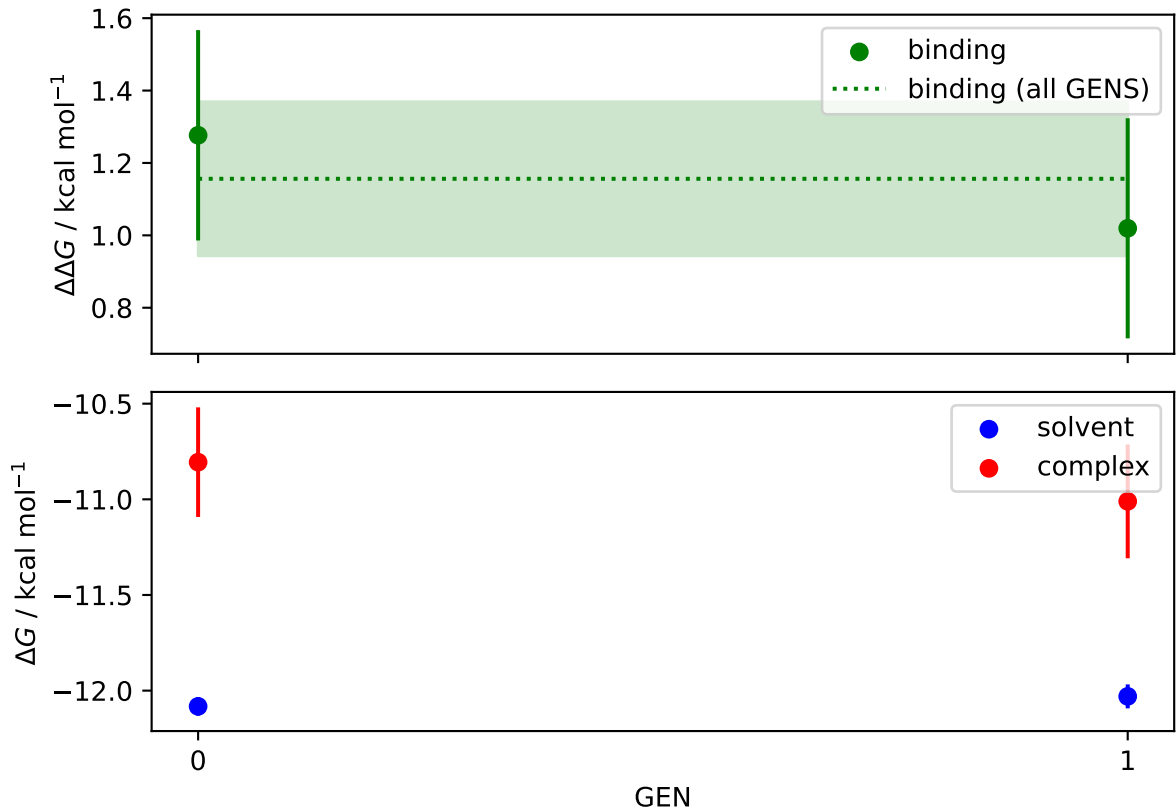 1.6
1.4
1.2
1.0
0.8
ΔΔG / kcal mol⁻¹
binding
binding (all GENS)
−10.5
−11.0
−11.5
−12.0
ΔG / kcal mol⁻¹
solvent
complex
0
1
GEN